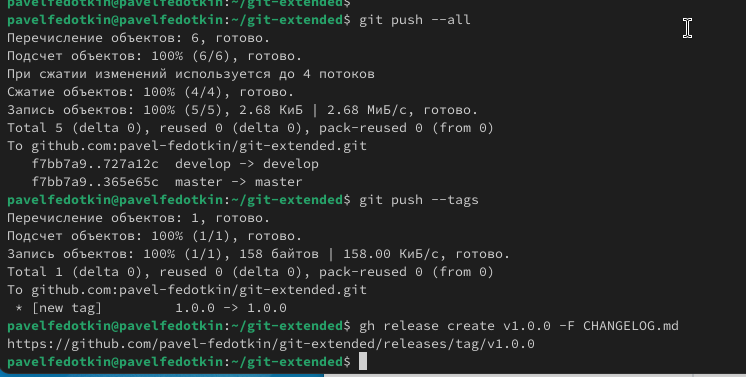 pavelfedotkin@pavelfedotkin:~/git-extended$
pavelfedotkin@pavelfedotkin:~/git-extended$ git push --all
Перечисление объектов: 6, готово.
Подсчет объектов: 100% (6/6), готово.
При сжатии изменений используется до 4 потоков
Сжатие объектов: 100% (4/4), готово.
Запись объектов: 100% (5/5), 2.68 КиБ | 2.68 МиБ/с, готово.
Total 5 (delta 0), reused 0 (delta 0), pack-reused 0 (from 0)
To github.com:pavel-fedotkin/git-extended.git
   f7bb7a9..727a12c  develop -> develop
   f7bb7a9..365e65c  master -> master
pavelfedotkin@pavelfedotkin:~/git-extended$ git push --tags
Перечисление объектов: 1, готово.
Подсчет объектов: 100% (1/1), готово.
Запись объектов: 100% (1/1), 158 байтов | 158.00 КиБ/с, готово.
Total 1 (delta 0), reused 0 (delta 0), pack-reused 0 (from 0)
To github.com:pavel-fedotkin/git-extended.git
 * [new tag]         1.0.0 -> 1.0.0
pavelfedotkin@pavelfedotkin:~/git-extended$ gh release create v1.0.0 -F CHANGELOG.md
https://github.com/pavel-fedotkin/git-extended/releases/tag/v1.0.0
pavelfedotkin@pavelfedotkin:~/git-extended$